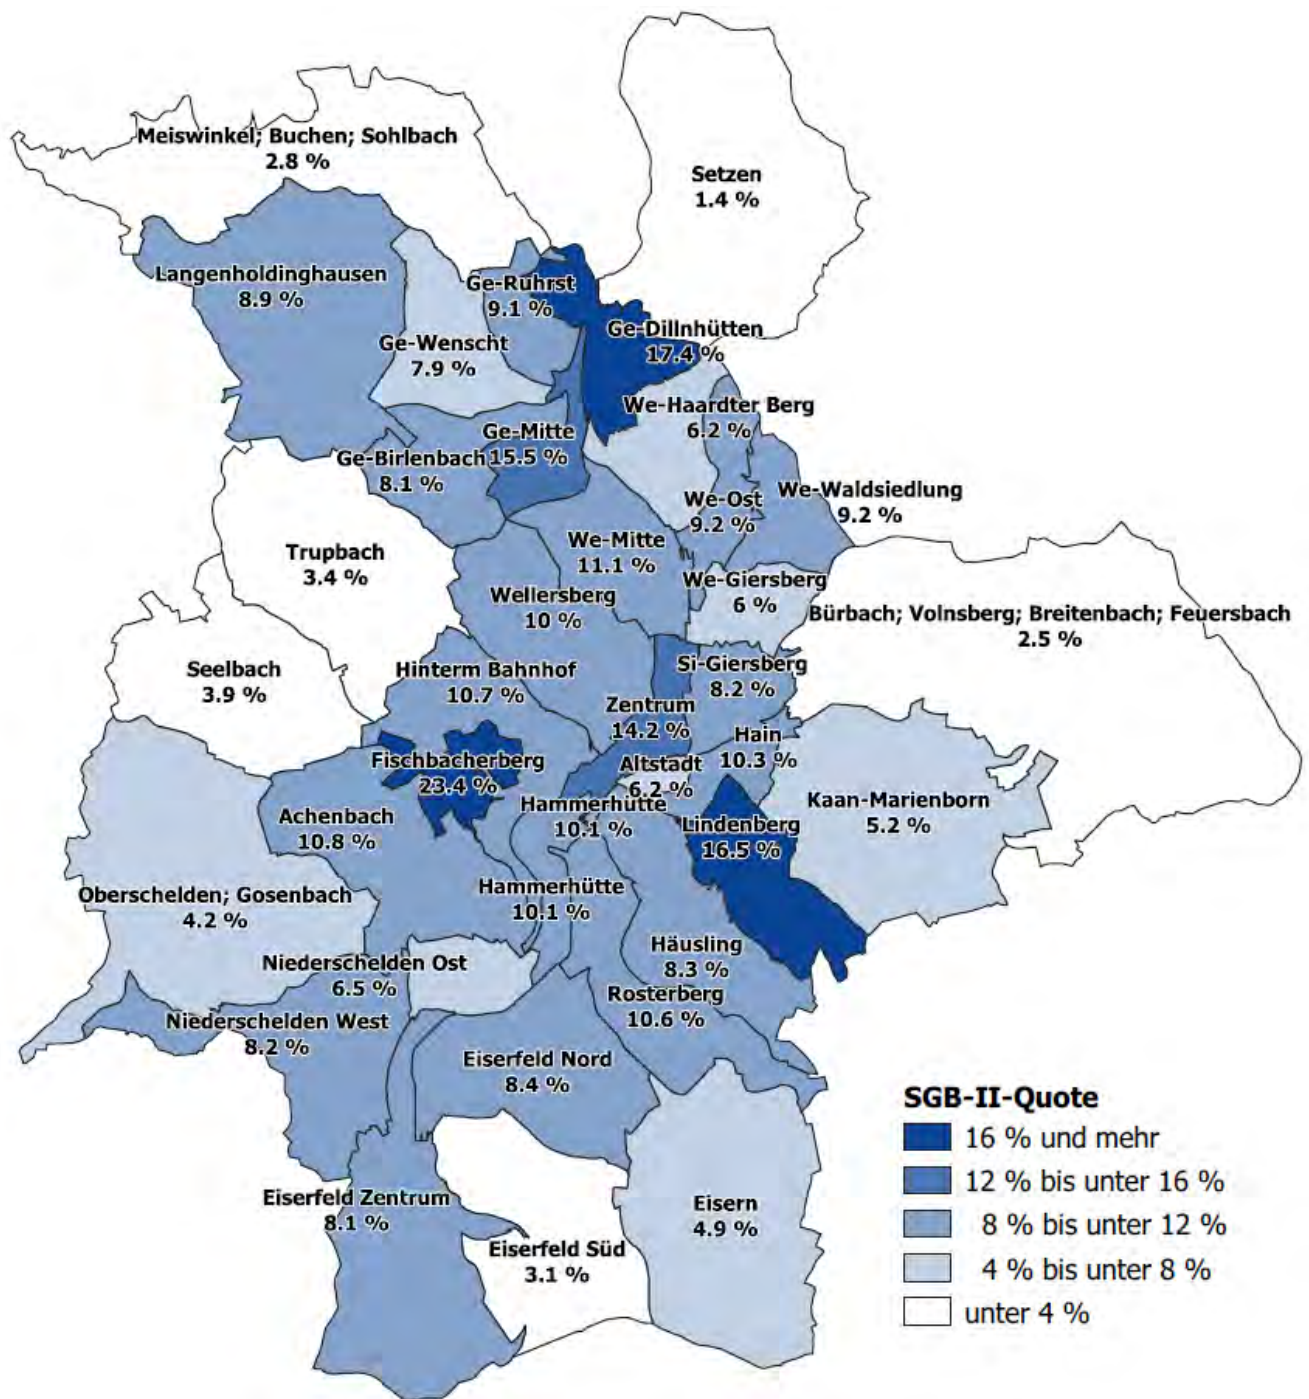 Meiswinkel; Buchen; Sohlbach
2.8 %
Setzen
1.4 %
Langenholdinghausen
8.9 %
Ge-Ruhrst
9.1 %
Ge-Dillnhütten
17.4 %
Ge-Wenscht
7.9 %
We-Haardter Berg
6.2 %
Ge-Mitte
15.5 %
Ge-Birlenbach
8.1 %
We-Ost
9.2 %
We-Waldsiedlung
9.2 %
Trupbach
3.4 %
We-Mitte
11.1 %
We-Giersberg
6 %
Wellersberg
10 %
Bürbach; Volnsberg; Breitenbach; Feuersbach
2.5 %
Seelbach
3.9 %
Hinterm Bahnhof
10.7 %
Si-Giersberg
8.2 %
Zentrum
14.2 %
Hain
10.3 %
Fischbacherberg
23.4 %
Altstadt
6.2 %
Hammerhütte
10.1 %
Kaan-Marienborn
5.2 %
Achenbach
10.8 %
Lindenberg
16.5 %
Oberschelden; Gosenbach
4.2 %
Hammerhütte
10.1 %
Häusling
8.3 %
Niederschelden Ost
6.5 %
Rosterberg
10.6 %
Niederschelden West
8.2 %
Eiserfeld Nord
8.4 %
Eiserfeld Zentrum
8.1 %
Eisern
4.9 %
Eiserfeld Süd
3.1 %
SGB-II-Quote
16 % und mehr
12 % bis unter 16 %
8 % bis unter 12 %
4 % bis unter 8 %
unter 4 %